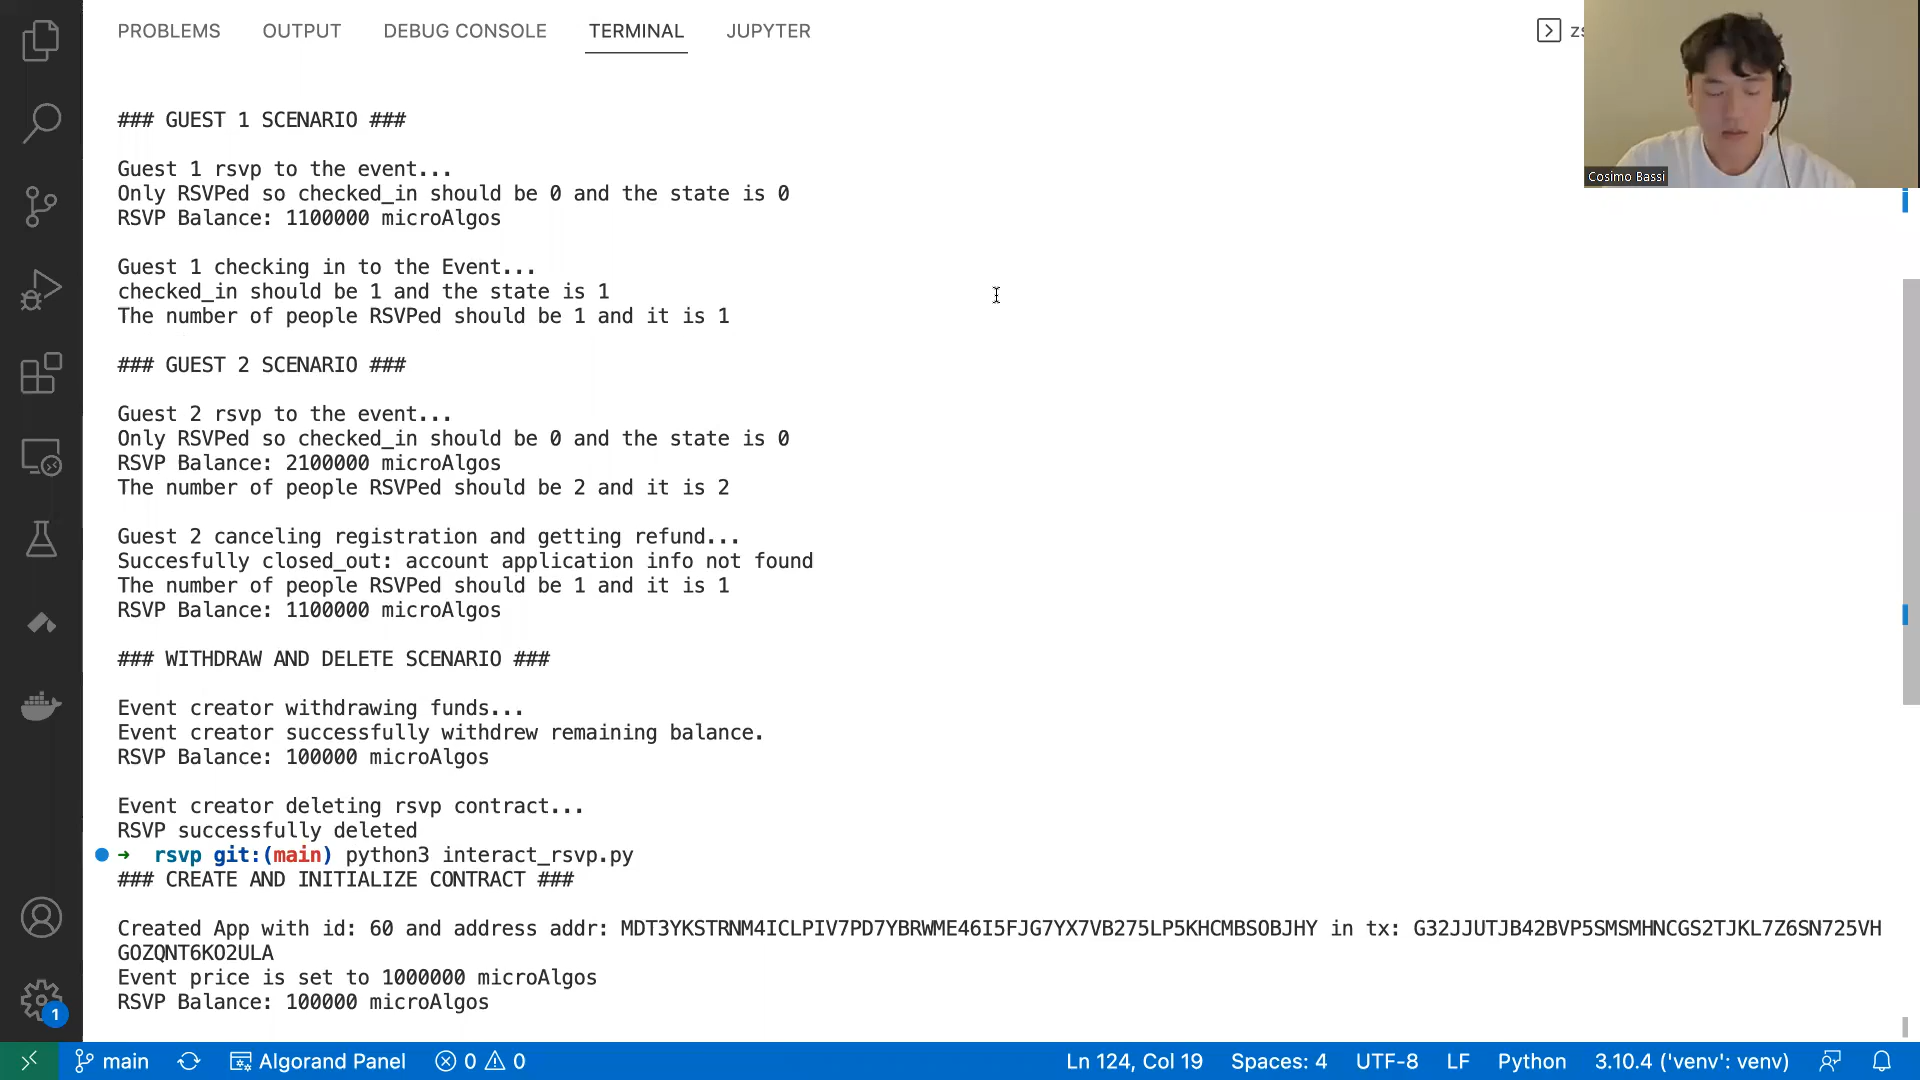 PROBLEMS OUTPUT DEBUG CONSOLE TERMINAL JUPYTER
Cosimo Bassi
### GUEST 1 SCENARIO ###
Guest 1 rsvp to the event...
Only RSVPed so checked_in should be 0 and the state is 0
RSVP Balance: 1100000 microAlgos
Guest 1 checking in to the Event...
checked_in should be 1 and the state is 1
The number of people RSVPed should be 1 and it is 1
### GUEST 2 SCENARIO ###
Guest 2 rsvp to the event...
Only RSVPed so checked_in should be 0 and the state is 0
RSVP Balance: 2100000 microAlgos
The number of people RSVPed should be 2 and it is 2
Guest 2 canceling registration and getting refund...
Succesfully closed_out: account application info not found
The number of people RSVPed should be 1 and it is 1
RSVP Balance: 1100000 microAlgos
### WITHDRAW AND DELETE SCENARIO ###
Event creator withdrawing funds...
Event creator successfully withdrew remaining balance.
RSVP Balance: 100000 microAlgos
Event creator deleting rsvp contract...
RSVP successfully deleted
→ rsvp git:(main) python3 interact_rsvp.py
### CREATE AND INITIALIZE CONTRACT ###
Created App with id: 60 and address addr: MDT3YKSTRNM4ICLPIV7PD7YBRWME46I5FJG7YX7VB275LP5KHCMBSOBJHY in tx: G32JJUTJB42BVP5SMSMHNCGS2TJKL7Z6SN725VH
GOZQNT6KO2ULA
Event price is set to 1000000 microAlgos
RSVP Balance: 100000 microAlgos
1
main Algorand Panel 0 0 Ln 124, Col 19 Spaces: 4 UTF-8 LF Python 3.10.4 ('venv': venv)